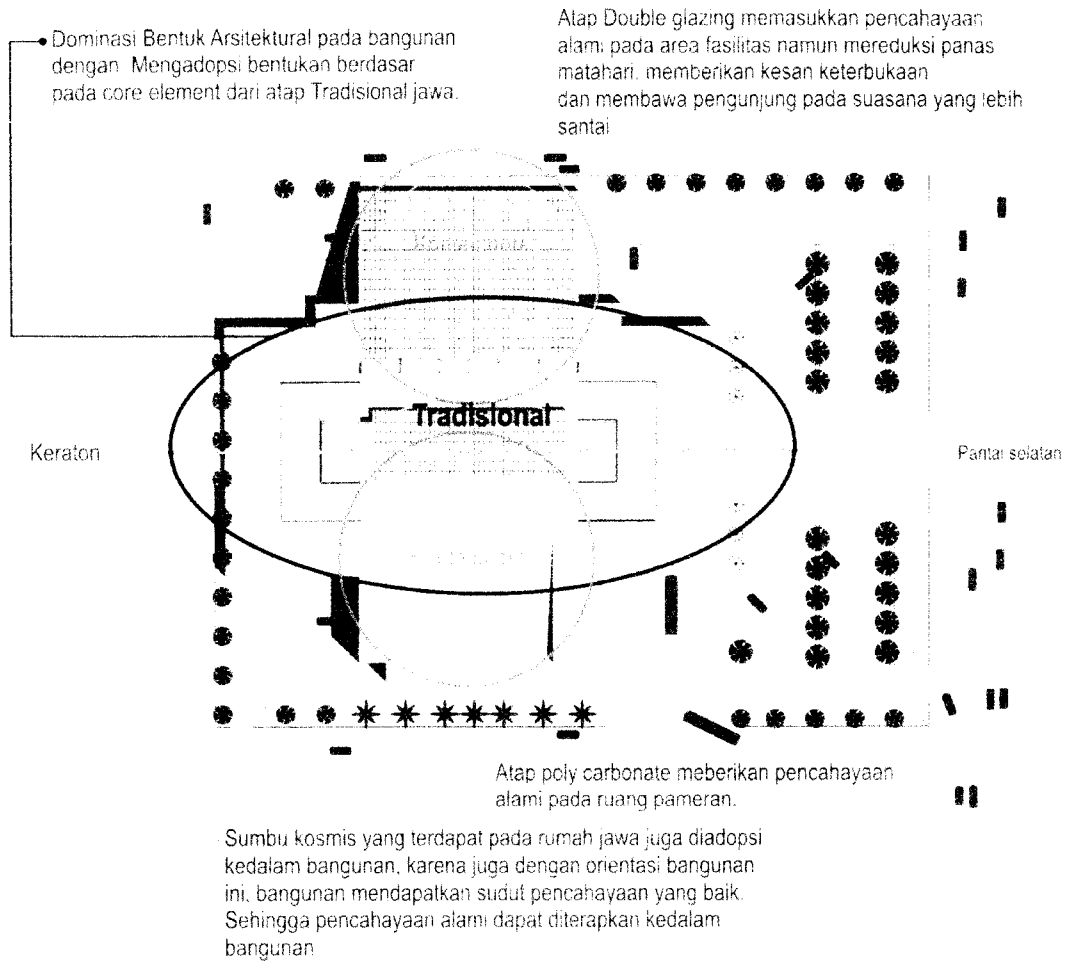 Dominasi Bentuk Arsitektural pada bangunan
dengan Mengadopsi bentukan berdasar
pada core element dari atap Tradisional jawa.
Atap Double glazing memasukkan pencahayaan
alami pada area fasilitas namun mereduksi panas
matahari. memberikan kesan keterbukaan
dan membawa pengunjung pada suasana yang lebih
santai
Tradisional
Keraton
Pantai selatan
Atap poly carbonate meberikan pencahayaan
alami pada ruang pameran.
Sumbu kosmis yang terdapat pada rumah jawa juga diadopsi
kedalam bangunan, karena juga dengan orientasi bangunan
ini, bangunan mendapatkan sudut pencahayaan yang baik.
Sehingga pencahayaan alami dapat diterapkan kedalam
bangunan